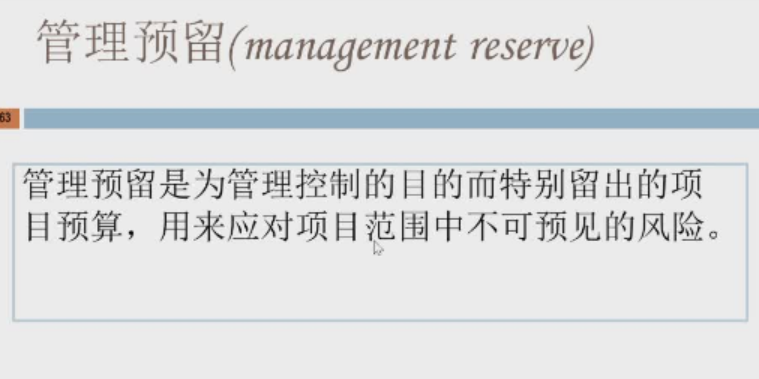 管理预留(management reserve)
63
管理预留是为管理控制的目的而特别留出的项
目预算，用来应对项目范围中不可预见的风险。